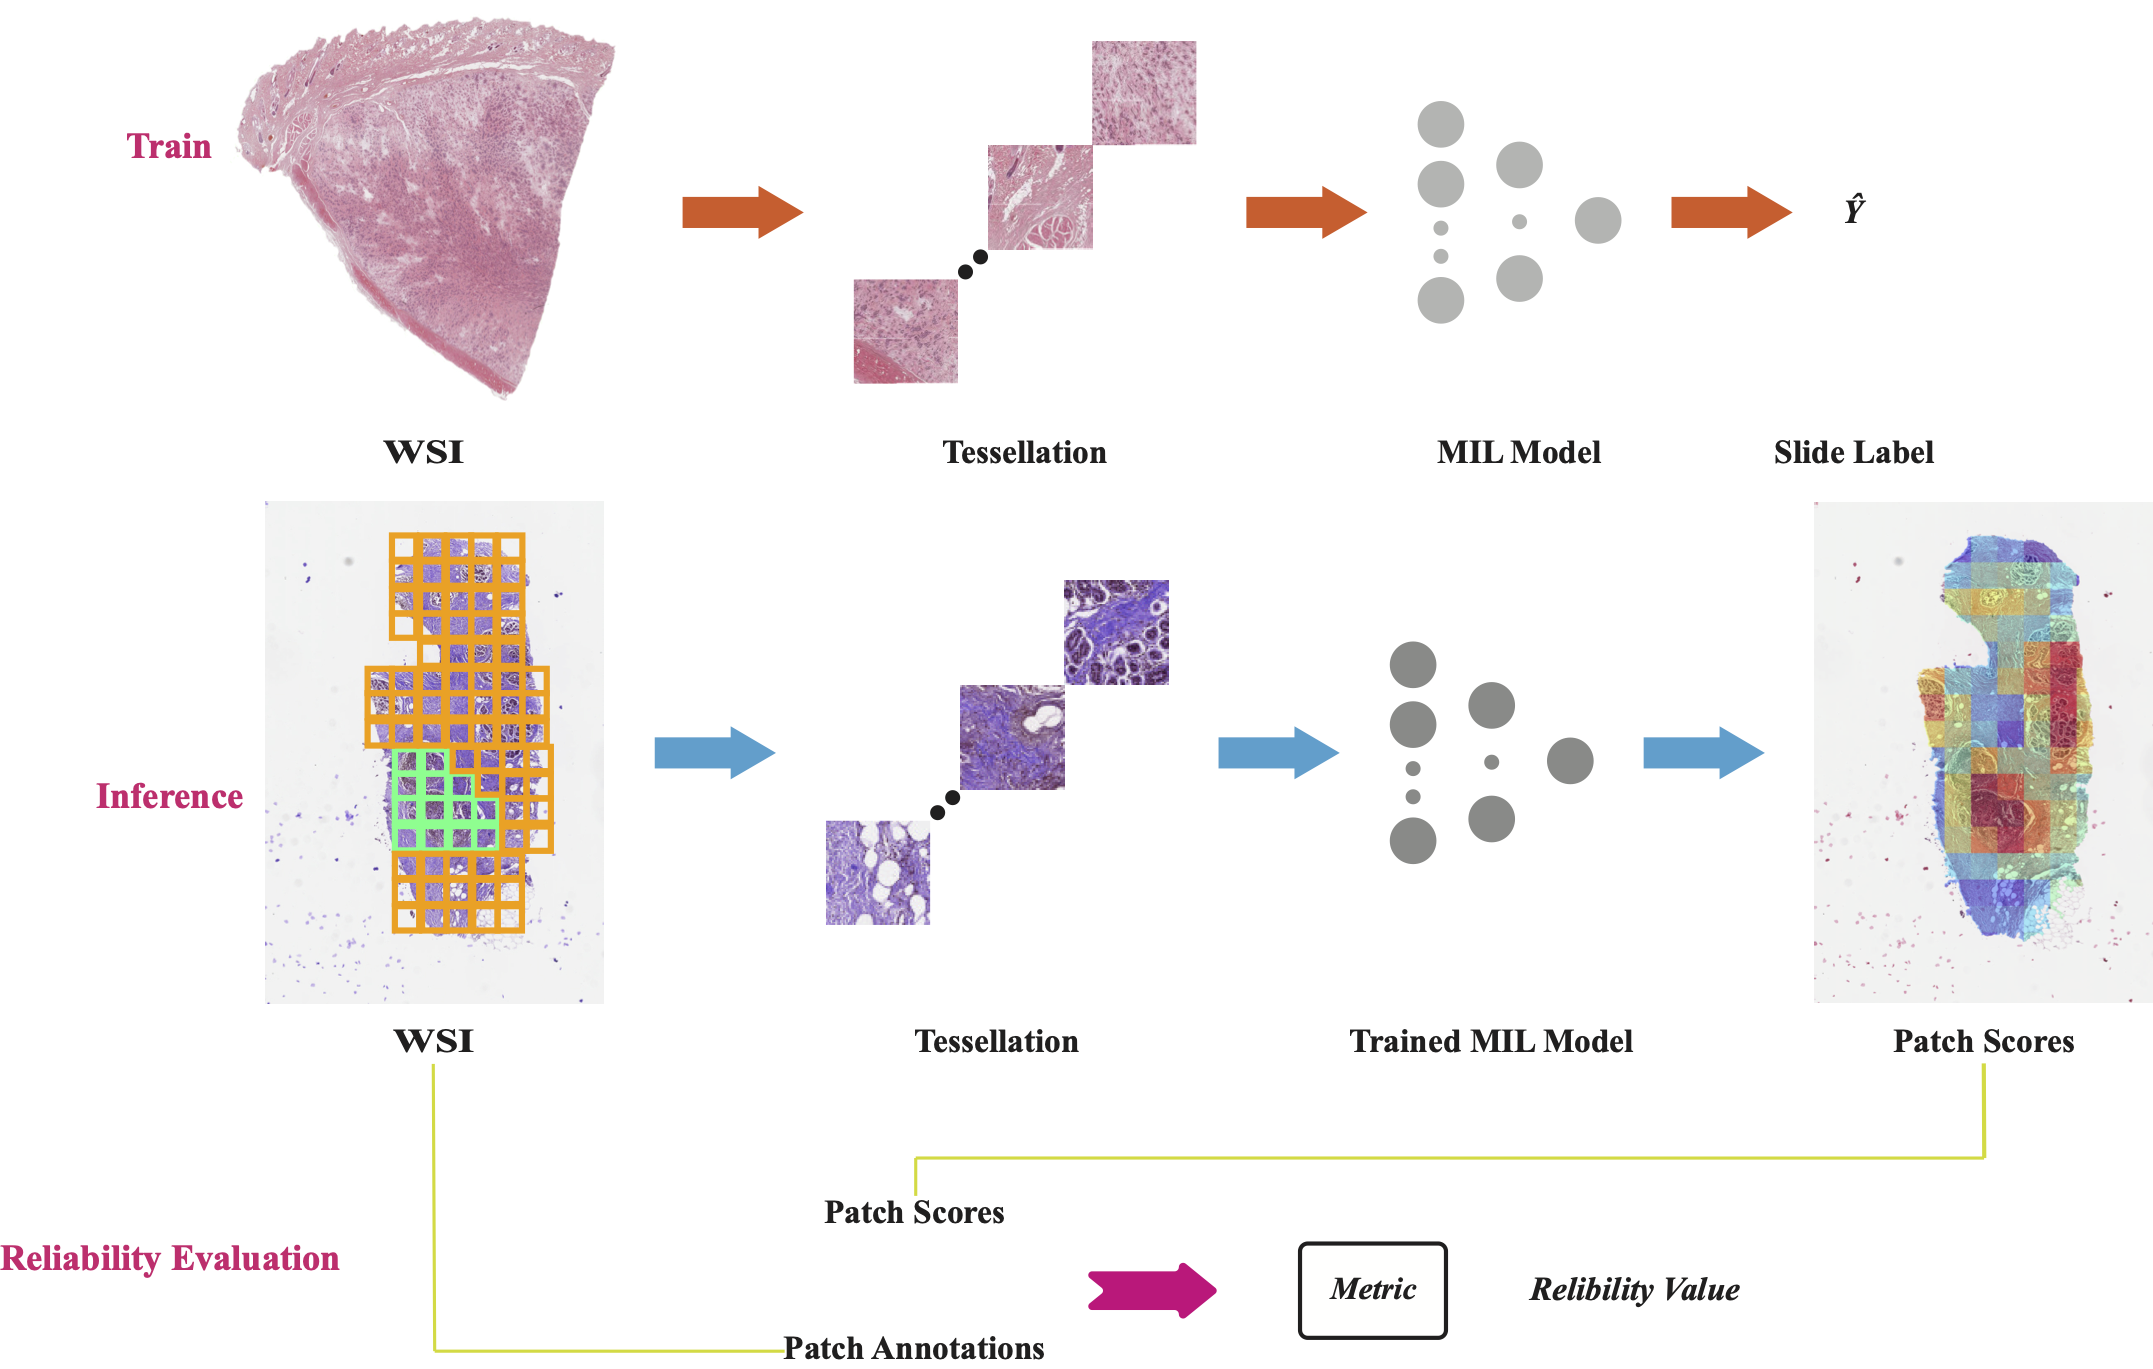 Train
Ŷ
WSI
Tessellation
MIL Model
Slide Label
Inference
WSI
Tessellation
Trained MIL Model
Patch Scores
Patch Scores
Reliability Evaluation
Metric
Relibility Value
Patch Annotations